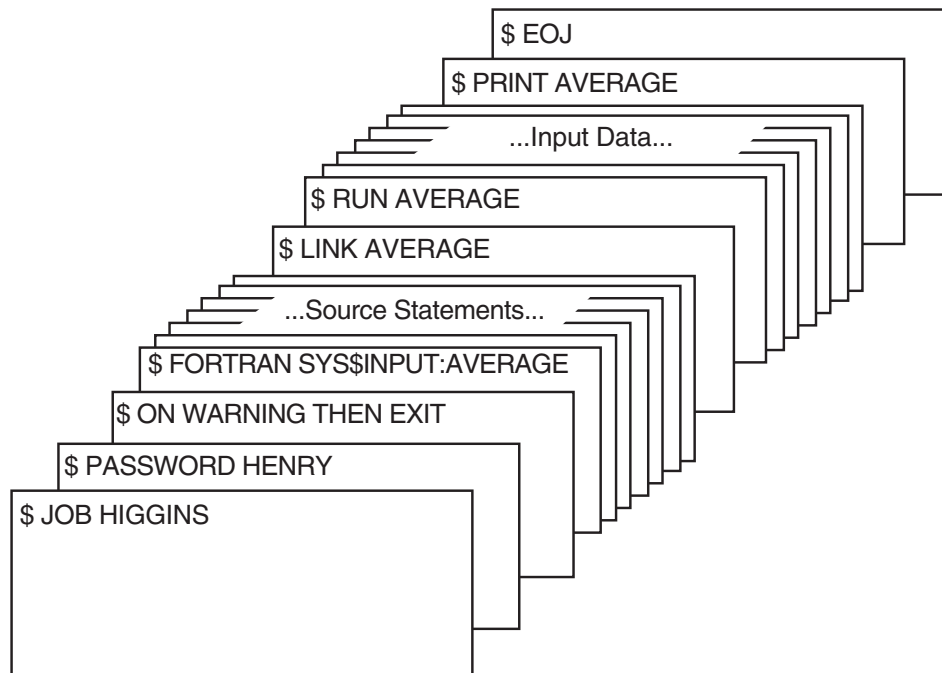 $ EOJ
$ PRINT AVERAGE
...Input Data...
$ RUN AVERAGE
$ LINK AVERAGE
...Source Statements...
$ FORTRAN SYS$INPUT:AVERAGE
$ ON WARNING THEN EXIT
$ PASSWORD HENRY
$ JOB HIGGINS